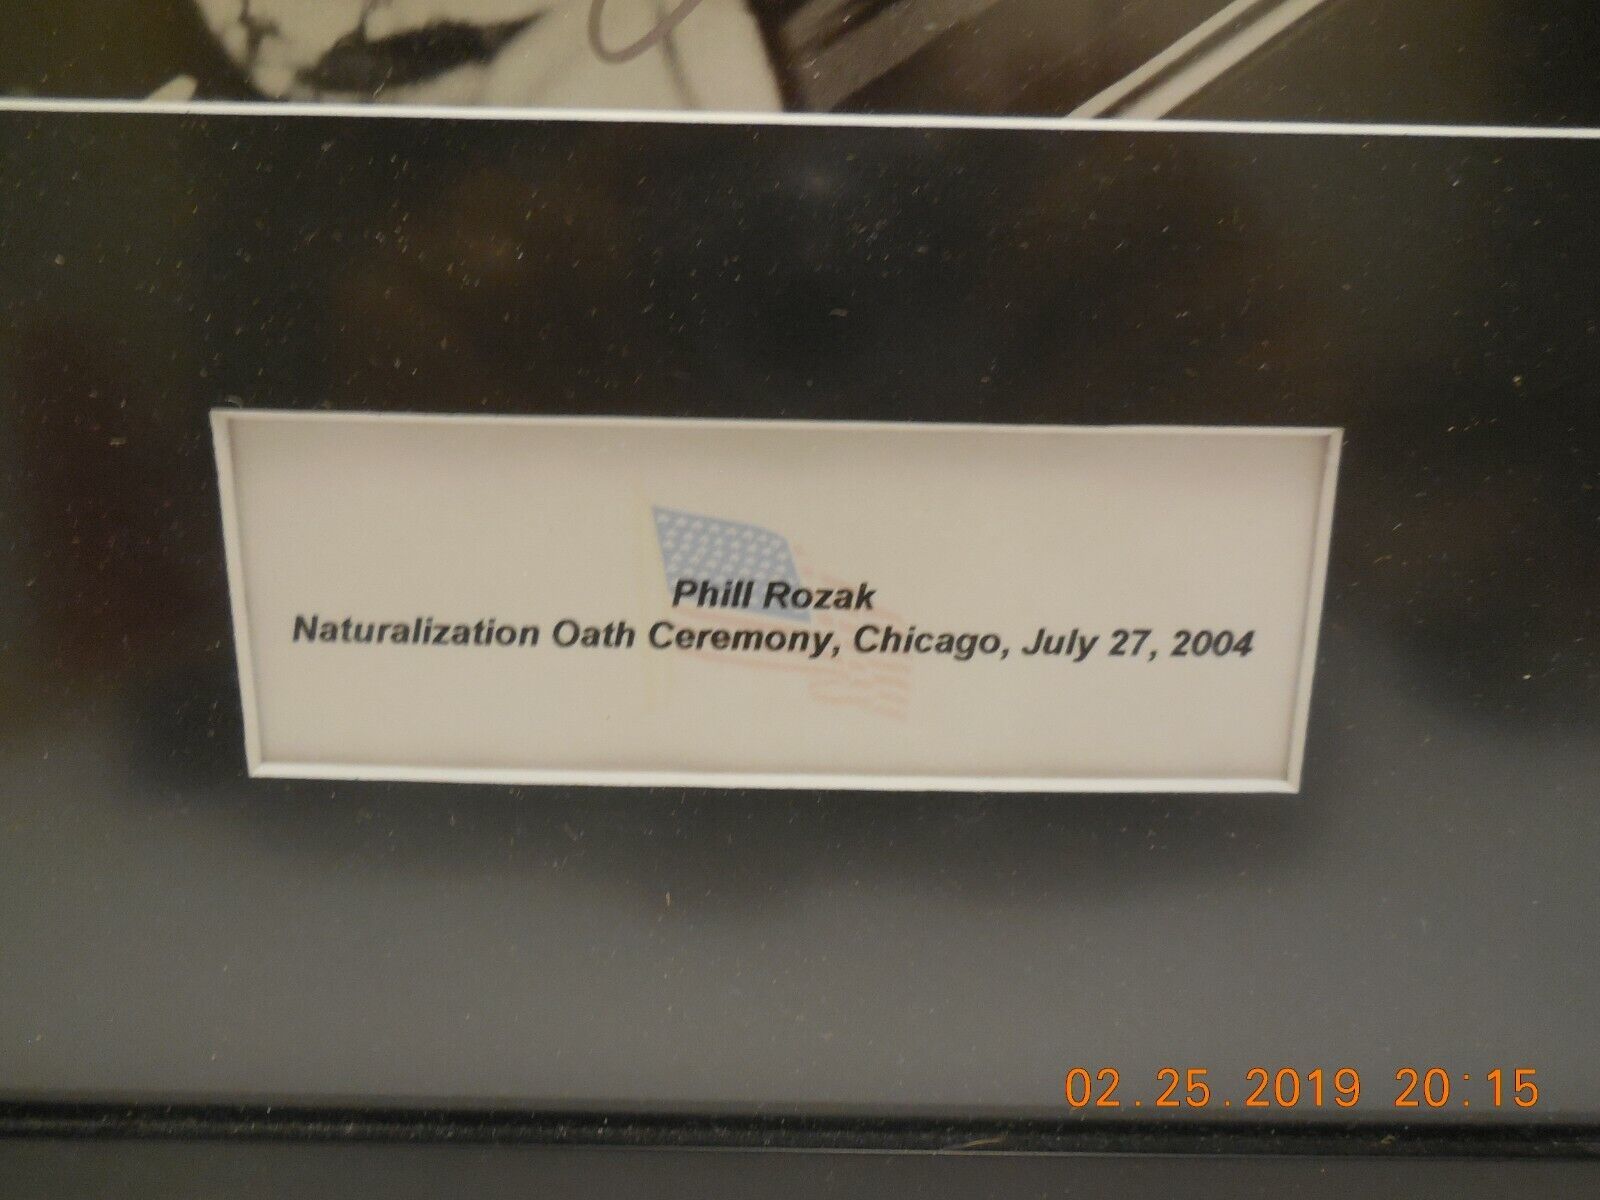 Phill Rozak
Naturalization Oath Ceremony, Chicago, July 27, 2004
02.25.2019 20:15